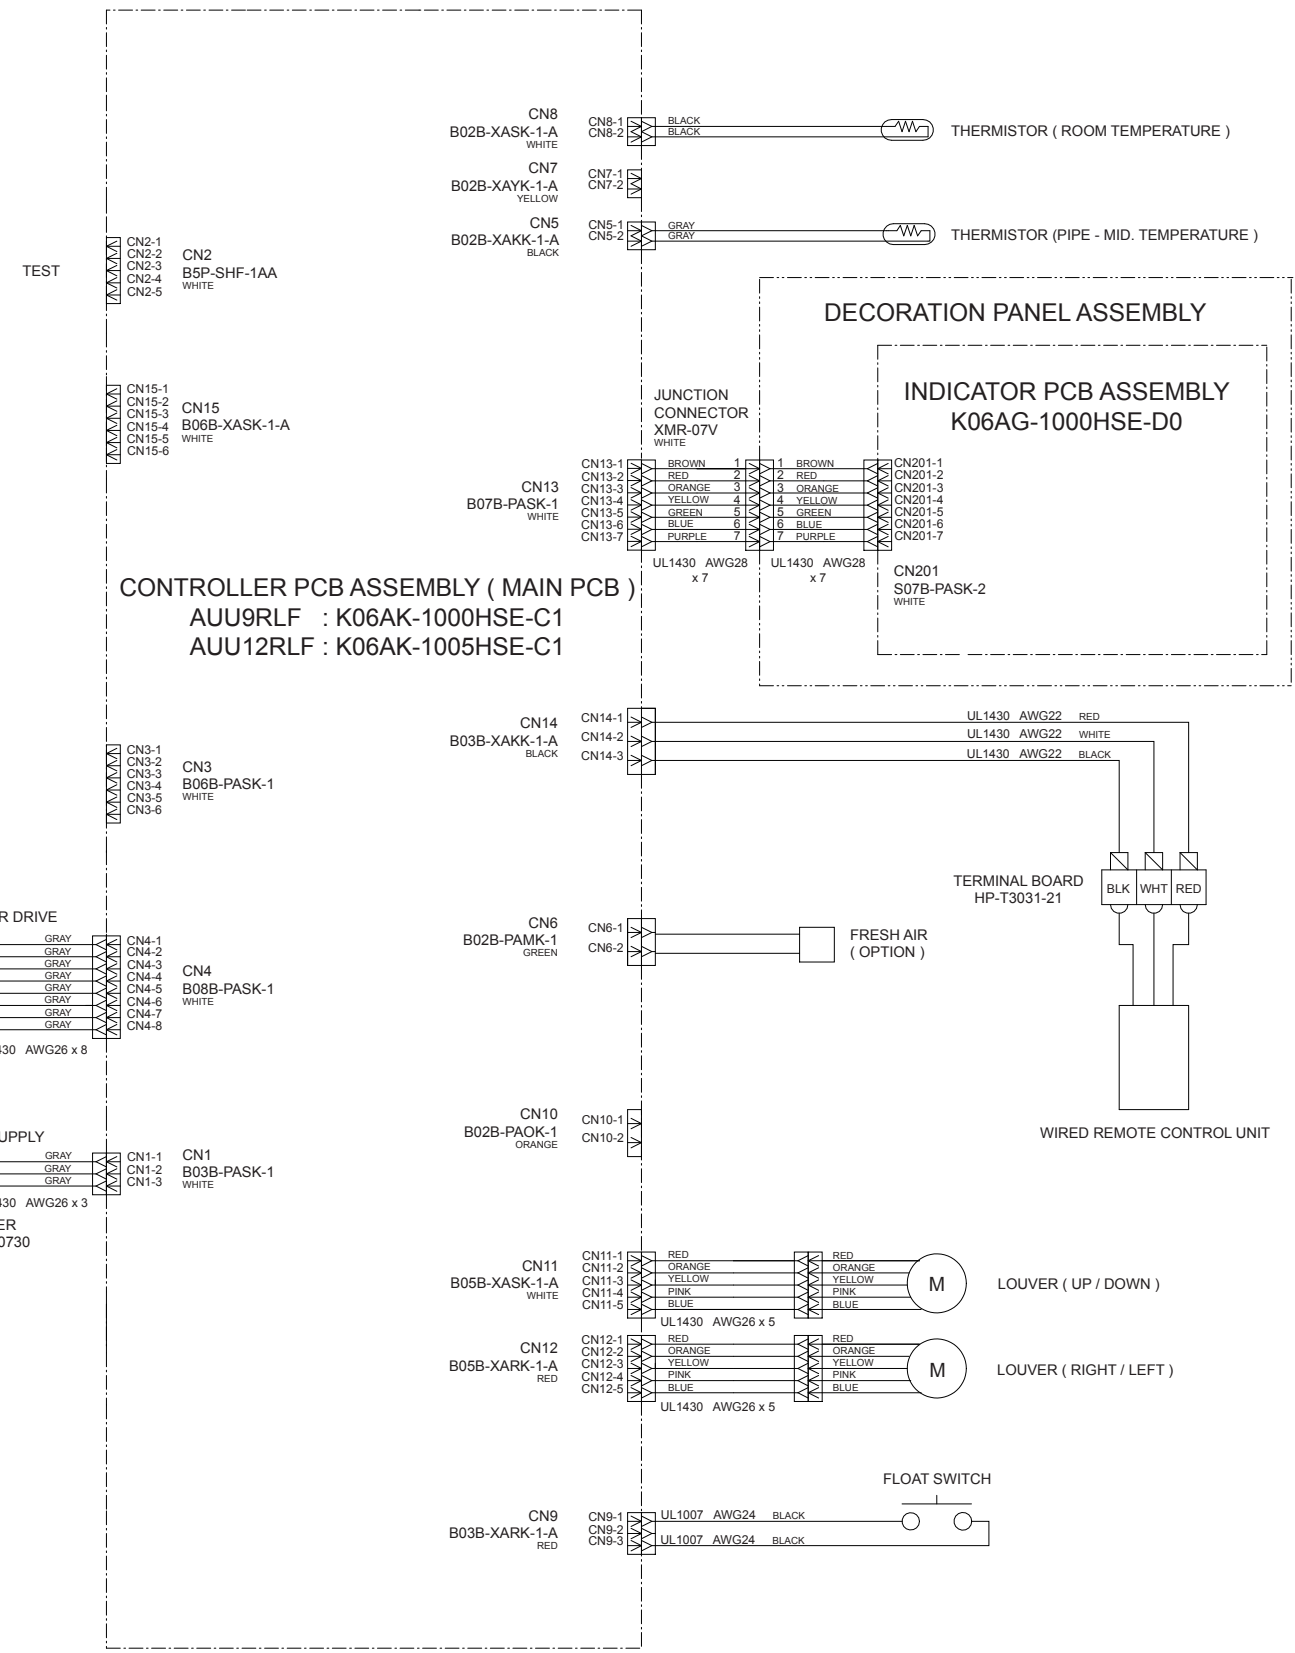 CN8
B02B-XASK-1-A
WHITE
CN8-1
CN8-2
BLACK
BLACK
THERMISTOR ( ROOM TEMPERATURE )
CN7
B02B-XAYK-1-A
YELLOW
CN7-1
CN7-2
CN5
B02B-XAKK-1-A
BLACK
CN5-1
CN5-2
GRAY
GRAY
THERMISTOR (PIPE - MID. TEMPERATURE )
TEST
CN2-1
CN2-2
CN2-3
CN2-4
CN2-5
CN2
B5P-SHF-1AA
WHITE
DECORATION PANEL ASSEMBLY
INDICATOR PCB ASSEMBLY
K06AG-1000HSE-D0
CN15-1
CN15-2
CN15-3
CN15-4
CN15-5
CN15-6
CN15
B06B-XASK-1-A
WHITE
JUNCTION
CONNECTOR
XMR-07V
WHITE
CN13
B07B-PASK-1
WHITE
CN13-1
CN13-2
CN13-3
CN13-4
CN13-5
CN13-6
CN13-7
BROWN 1
RED 2
ORANGE 3
YELLOW 4
GREEN 5
BLUE 6
PURPLE 7
1 BROWN
2 RED
3 ORANGE
4 YELLOW
5 GREEN
6 BLUE
7 PURPLE
CN201-1
CN201-2
CN201-3
CN201-4
CN201-5
CN201-6
CN201-7
UL1430 AWG28
x 7
UL1430 AWG28
x 7
CN201
S07B-PASK-2
WHITE
CONTROLLER PCB ASSEMBLY ( MAIN PCB )
AUU9RLF : K06AK-1000HSE-C1
AUU12RLF : K06AK-1005HSE-C1
CN14
B03B-XAKK-1-A
BLACK
CN14-1
CN14-2
CN14-3
UL1430 AWG22 RED
UL1430 AWG22 WHITE
UL1430 AWG22 BLACK
CN3-1
CN3-2
CN3-3
CN3-4
CN3-5
CN3-6
CN3
B06B-PASK-1
WHITE
TERMINAL BOARD
HP-T3031-21
BLK WHT RED
R DRIVE
GRAY
GRAY
GRAY
GRAY
GRAY
GRAY
GRAY
GRAY
CN4-1
CN4-2
CN4-3
CN4-4
CN4-5
CN4-6
CN4-7
CN4-8
CN4
B08B-PASK-1
WHITE
430 AWG26 x 8
CN6
B02B-PAMK-1
GREEN
CN6-1
CN6-2
FRESH AIR
( OPTION )
CN10
B02B-PAOK-1
ORANGE
CN10-1
CN10-2
WIRED REMOTE CONTROL UNIT
UPPLY
GRAY
GRAY
GRAY
CN1-1
CN1-2
CN1-3
CN1
B03B-PASK-1
WHITE
430 AWG26 x 3
ER
0730
CN11
B05B-XASK-1-A
WHITE
CN11-1
CN11-2
CN11-3
CN11-4
CN11-5
RED
ORANGE
YELLOW
PINK
BLUE
RED
ORANGE
YELLOW
PINK
BLUE
M
LOUVER ( UP / DOWN )
UL1430 AWG26 x 5
CN12
B05B-XARK-1-A
RED
CN12-1
CN12-2
CN12-3
CN12-4
CN12-5
RED
ORANGE
YELLOW
PINK
BLUE
RED
ORANGE
YELLOW
PINK
BLUE
M
LOUVER ( RIGHT / LEFT )
UL1430 AWG26 x 5
FLOAT SWITCH
CN9
B03B-XARK-1-A
RED
CN9-1
CN9-2
CN9-3
UL1007 AWG24 BLACK
UL1007 AWG24 BLACK